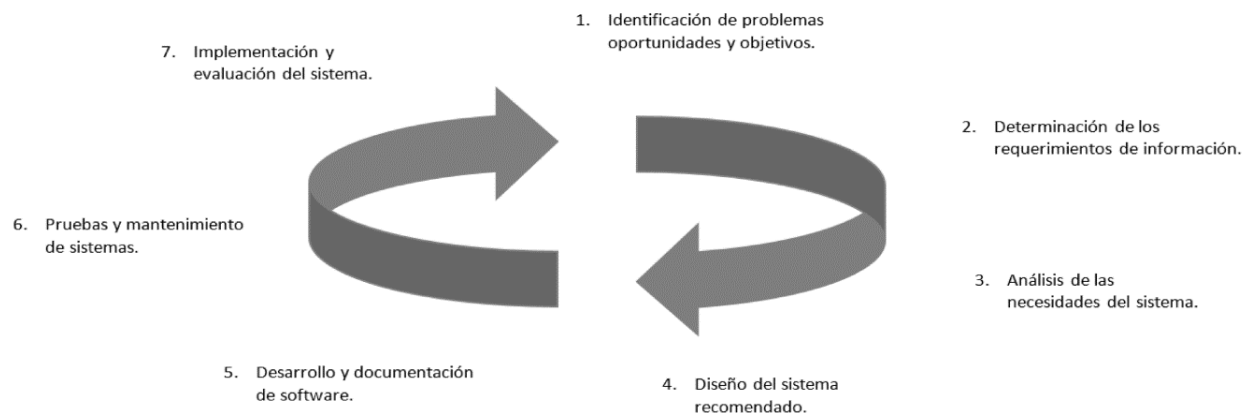 1. Identificación de problemas
oportunidades y objetivos.
2. Determinación de los
requerimientos de información.
3. Análisis de las
necesidades del sistema.
4. Diseño del sistema
recomendado.
5. Desarrollo y documentación
de software.
6. Pruebas y mantenimiento
de sistemas.
7. Implementación y
evaluación del sistema.